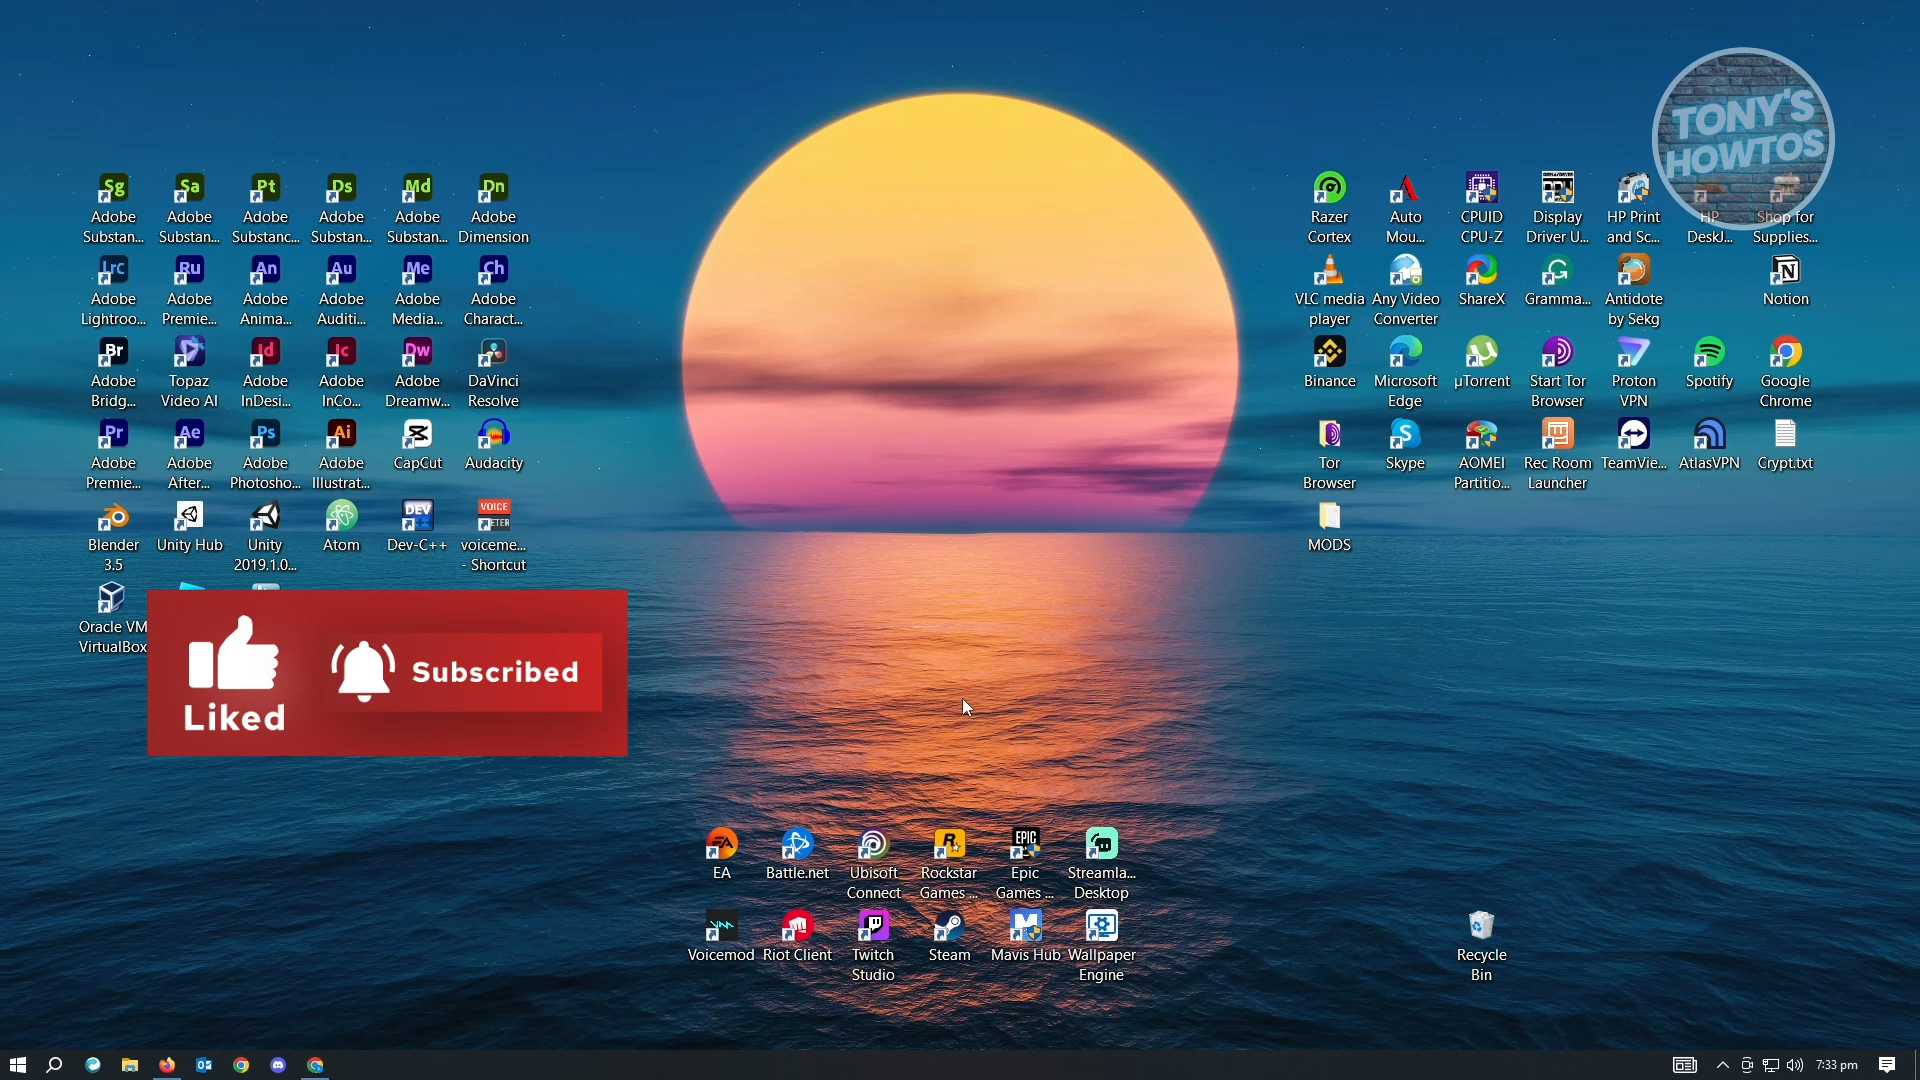 TONY'S
HOWTOS
Sg Sa Pt Ds Md Dn
Adobe Substan...
Adobe Substan...
Adobe Substanc...
Adobe Substan...
Adobe Substan...
Adobe Dimension
Lrc Ru An Au Me Ch
Adobe Lightroo...
Adobe Premie...
Adobe Anima...
Adobe Auditi...
Adobe Media...
Adobe Charact...
Br Id Ic Dw
Adobe Bridg...
Topaz Video AI
Adobe InDesi...
Adobe InCo...
Adobe Dreamw...
DaVinci Resolve
Pr Ae Ps Ai
Adobe Premie...
Adobe After...
Adobe Photosho...
Adobe Illustrat...
CapCut
Audacity
DEV
VOICE
Blender 3.5
Unity Hub
Unity 2019.1.0...
Atom
Dev-C++
voiceme... - Shortcut
Oracle VM VirtualBox
Liked
Subscribed
Razer Cortex
Auto Mou...
CPUID CPU-Z
Display Driver U...
HP Print and Sc...
HP DeskJ...
Shop for Supplies...
VLC media player
Any Video Converter
ShareX
Gramma...
Antidote by Sekg
Notion
Binance
Microsoft Edge
µTorrent
Start Tor Browser
Proton VPN
Spotify
Google Chrome
Tor Browser
Skype
AOMEI Partitio...
Rec Room Launcher
TeamVie...
AtlasVPN
Crypt.txt
MODS
EA
Battle.net
Ubisoft Connect
Rockstar Games ...
EPIC
Epic Games ...
Streamla... Desktop
Voicemod
Riot Client
Twitch Studio
Steam
Mavis Hub
Wallpaper Engine
Recycle Bin
7:33 pm